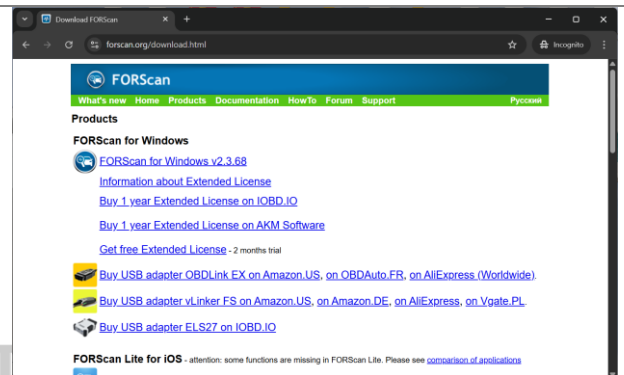 Download FORScan
forscan.org/download.html
Incognito
FORScan
What's new Home Products Documentation HowTo Forum Support Русский
Products
FORScan for Windows
FORScan for Windows v2.3.68
Information about Extended License
Buy 1 year Extended License on IOBD.IO
Buy 1 year Extended License on AKM Software
Get free Extended License - 2 months trial
Buy USB adapter OBDLink EX on Amazon.US, on OBDAuto.FR, on AliExpress (Worldwide).
Buy USB adapter vLinker FS on Amazon.US, on Amazon.DE, on AliExpress, on Vgate.PL.
Buy USB adapter ELS27 on IOBD.IO
FORScan Lite for iOS - attention: some functions are missing in FORScan Lite. Please see comparison of applications